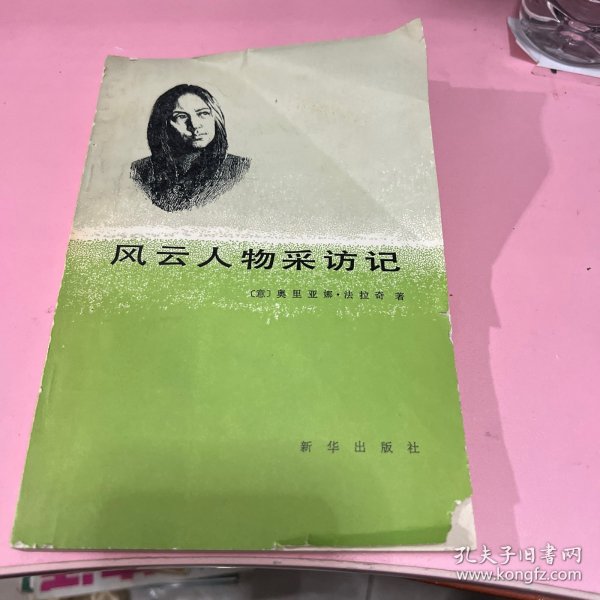 风云人物采访记
〔意〕奥里亚娜·法拉奇 著
新华出版社
孔夫子旧书网
www.kongfz.com